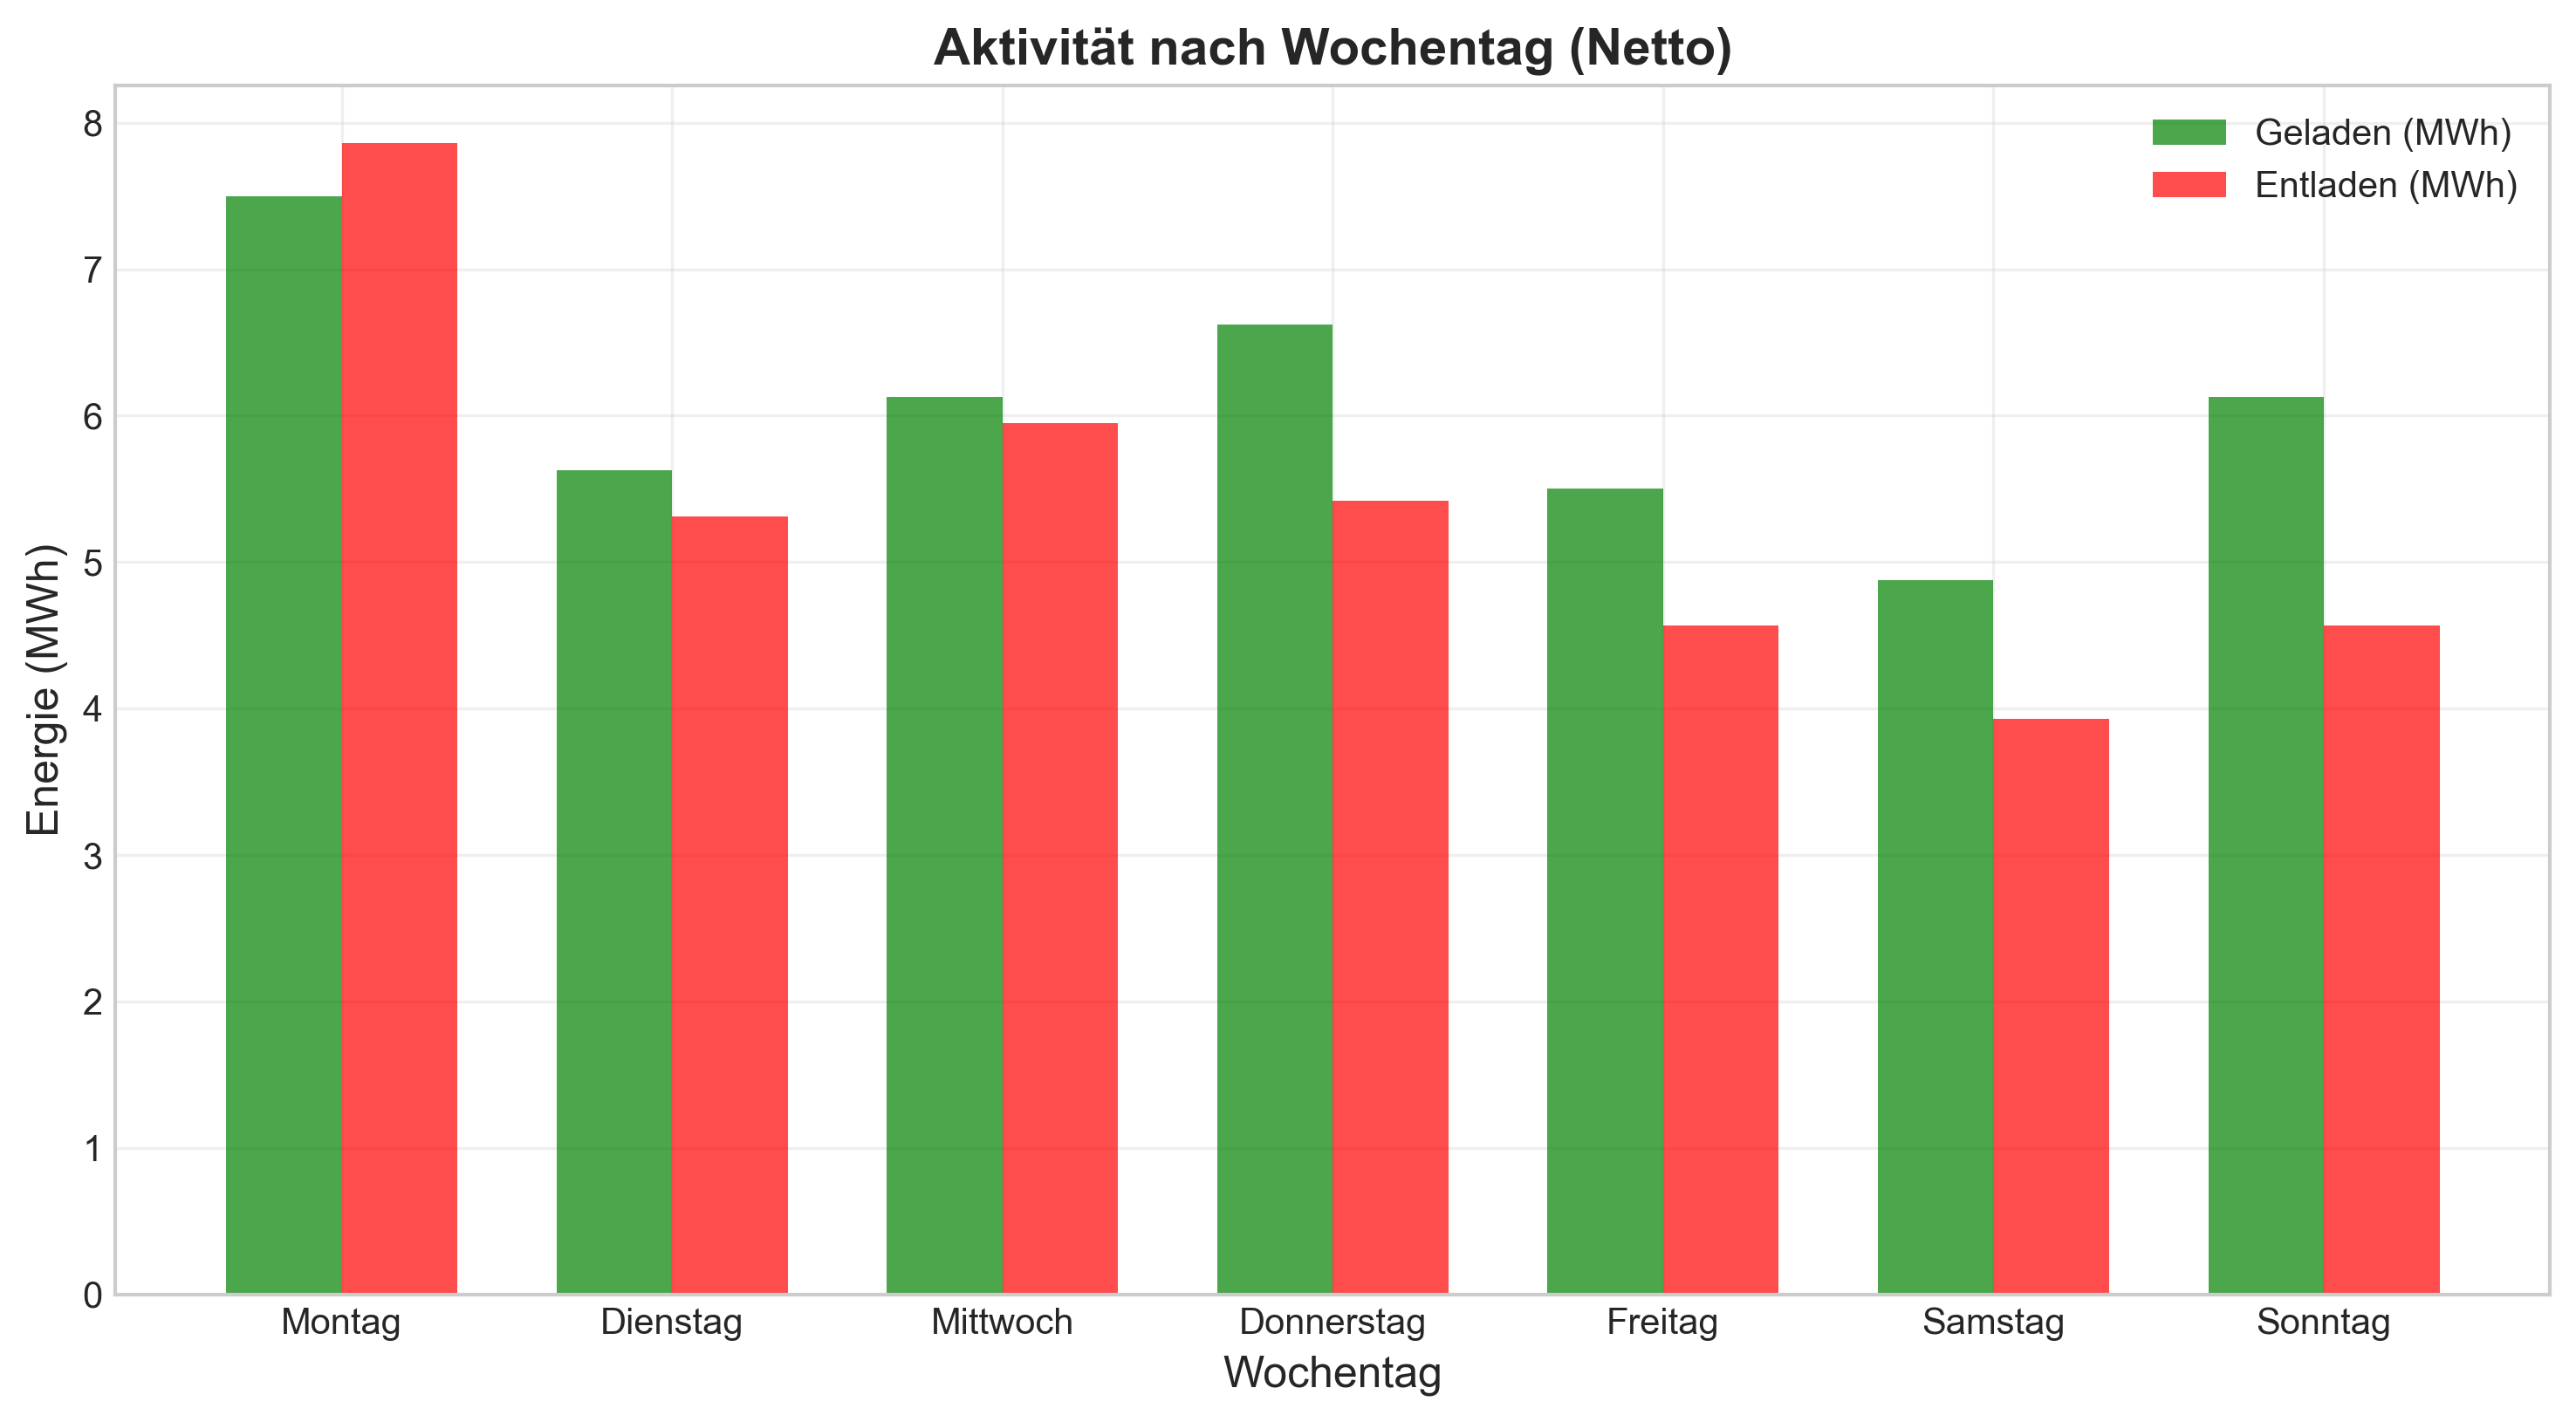 Aktivität nach Wochentag (Netto)
Geladen (MWh)
Entladen (MWh)
Energie (MWh)
8
7
6
5
4
3
2
1
0
Montag Dienstag Mittwoch Donnerstag Freitag Samstag Sonntag
Wochentag